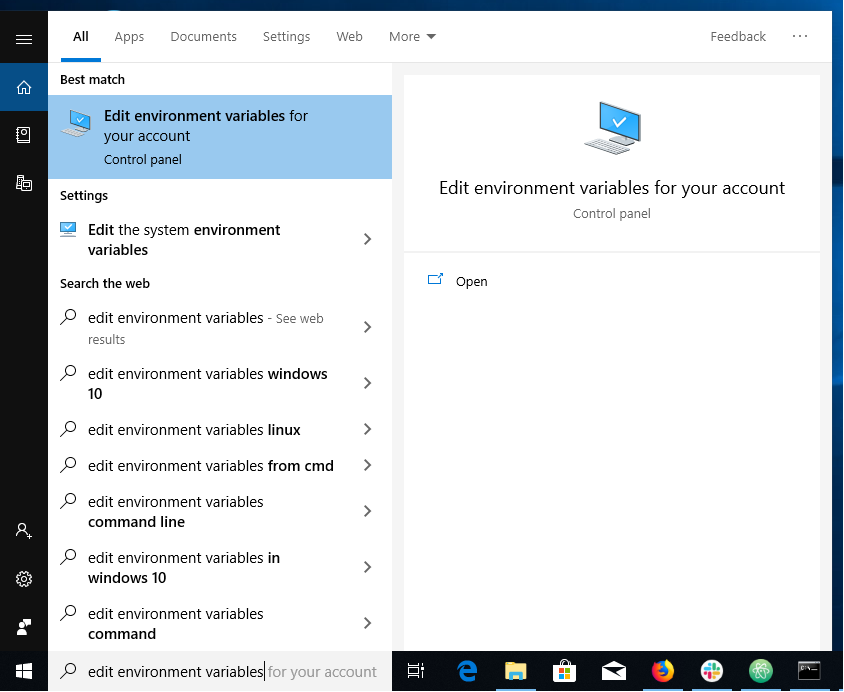 All Apps Documents Settings Web More Feedback ···
Best match
Edit environment variables for
your account
Control panel
Settings
Edit the system environment
variables
Search the web
edit environment variables - See web
results
edit environment variables windows
10
edit environment variables linux
edit environment variables from cmd
edit environment variables
command line
edit environment variables in
windows 10
edit environment variables
command
edit environment variables for your account
Edit environment variables for your account
Control panel
Open